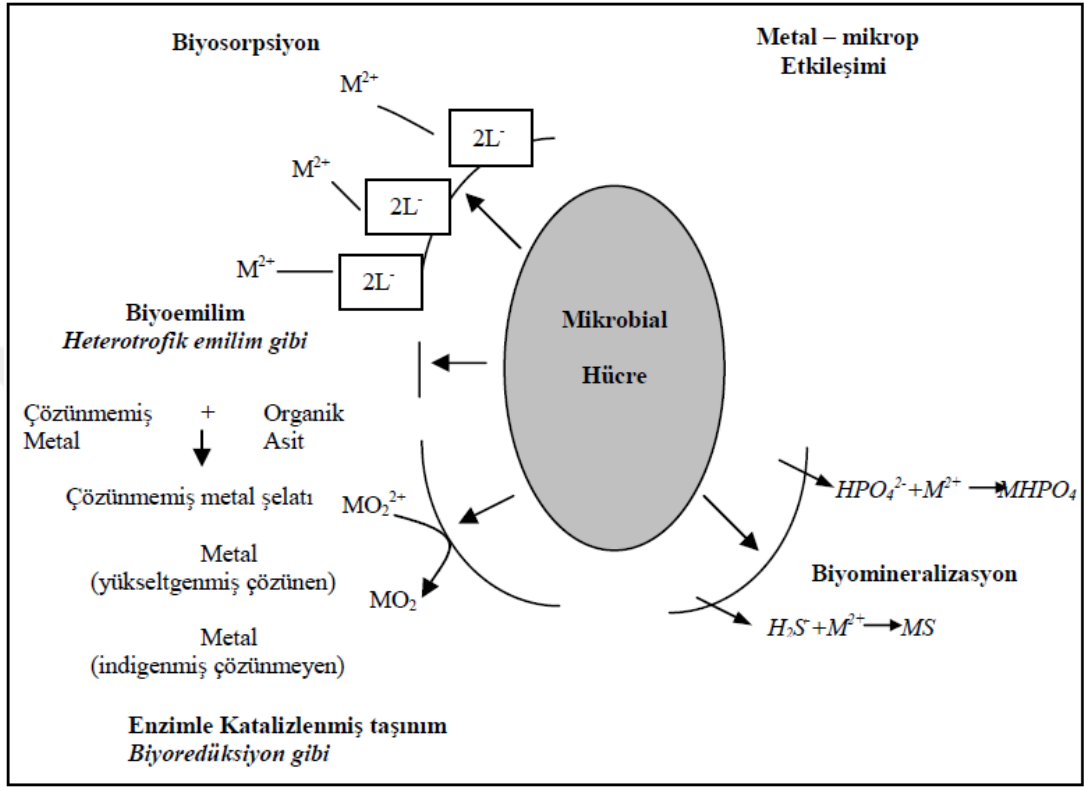 Biyosorpsiyon
Metal – mikrop
Etkileşimi
M²⁺
2L⁻
M²⁺
2L⁻
M²⁺
2L⁻
Biyoemilim
Heterotrofik emilim gibi
Mikrobial
Hücre
Çözünmemiş + Organik
Metal Asit
Çözünmemiş metal şelatı
MO₂²⁺
HPO₄²⁻+M²⁺ → MHPO₄
Metal
(yükseltgenmiş çözünen)
Biyomineralizasyon
MO₂
H₂S⁻+M²⁺ → MS
Metal
(indigenmiş çözünmeyen)
Enzimle Katalizlenmiş taşınım
Biyoredüksiyon gibi